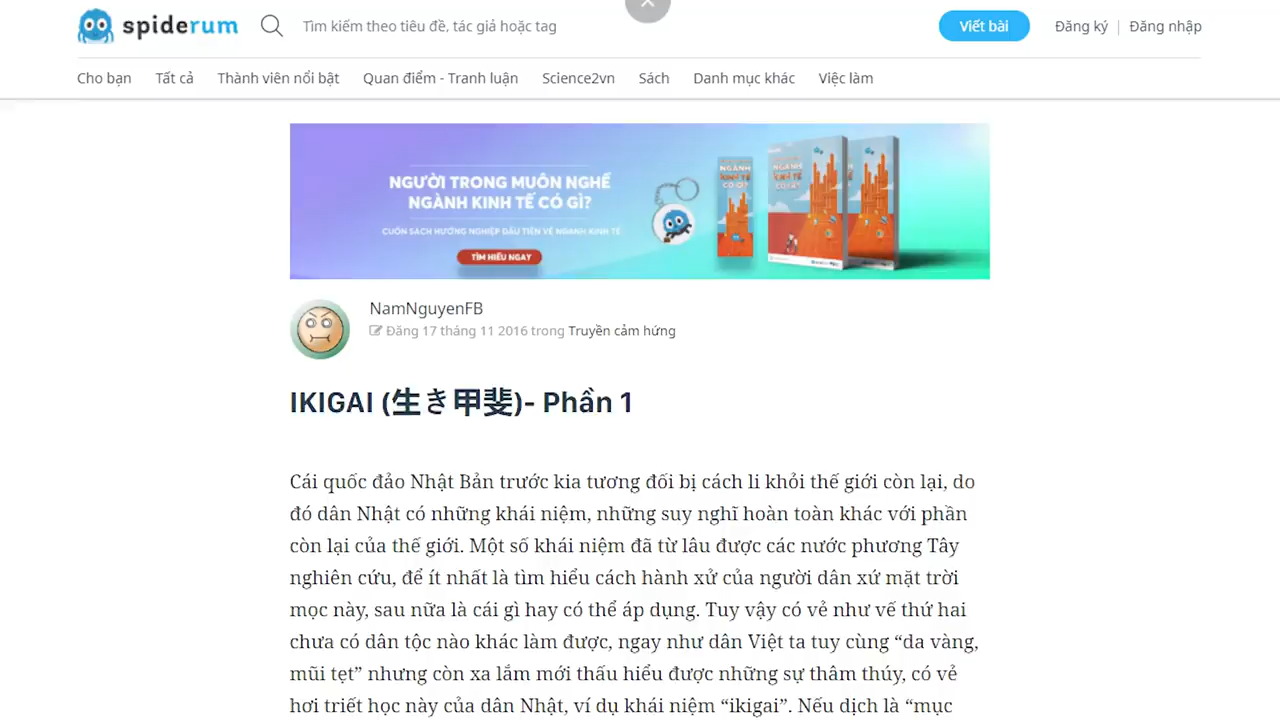 spiderum
Tìm kiếm theo tiêu đề, tác giả hoặc tag
Viết bài
Đăng ký
Đăng nhập
Cho bạn
Tất cả
Thành viên nổi bật
Quan điểm - Tranh luận
Science2vn
Sách
Danh mục khác
Việc làm
NGƯỜI TRONG MUÔN NGHỀ
NGÀNH KINH TẾ CÓ GÌ?
CUỐN SÁCH HƯỚNG NGHIỆP ĐẦU TIÊN VỀ NGÀNH KINH TẾ
TÌM HIỂU NGAY
NGÀNH
KINH TẾ
CÓ GÌ?
NamNguyenFB
Đăng 17 tháng 11 2016 trong Truyền cảm hứng
IKIGAI (生き甲斐)- Phần 1
Cái quốc đảo Nhật Bản trước kia tương đối bị cách li khỏi thế giới còn lại, do
đó dân Nhật có những khái niệm, những suy nghĩ hoàn toàn khác với phần
còn lại của thế giới. Một số khái niệm đã từ lâu được các nước phương Tây
nghiên cứu, để ít nhất là tìm hiểu cách hành xử của người dân xứ mặt trời
mọc này, sau nữa là cái gì hay có thể áp dụng. Tuy vậy có vẻ như vế thứ hai
chưa có dân tộc nào khác làm được, ngay như dân Việt ta tuy cùng “da vàng,
mũi tẹt” nhưng còn xa lắm mới thấu hiểu được những sự thâm thúy, có vẻ
hơi triết học này của dân Nhật, ví dụ khái niệm “ikigai”. Nếu dịch là “mục